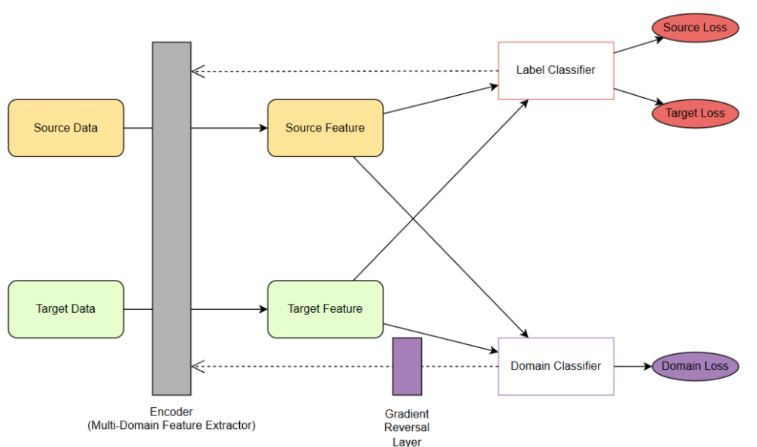 Source Loss
Label Classifier
Target Loss
Source Data
Source Feature
Target Data
Target Feature
Domain Classifier
Domain Loss
Encoder
(Multi-Domain Feature Extractor)
Gradient
Reversal
Layer